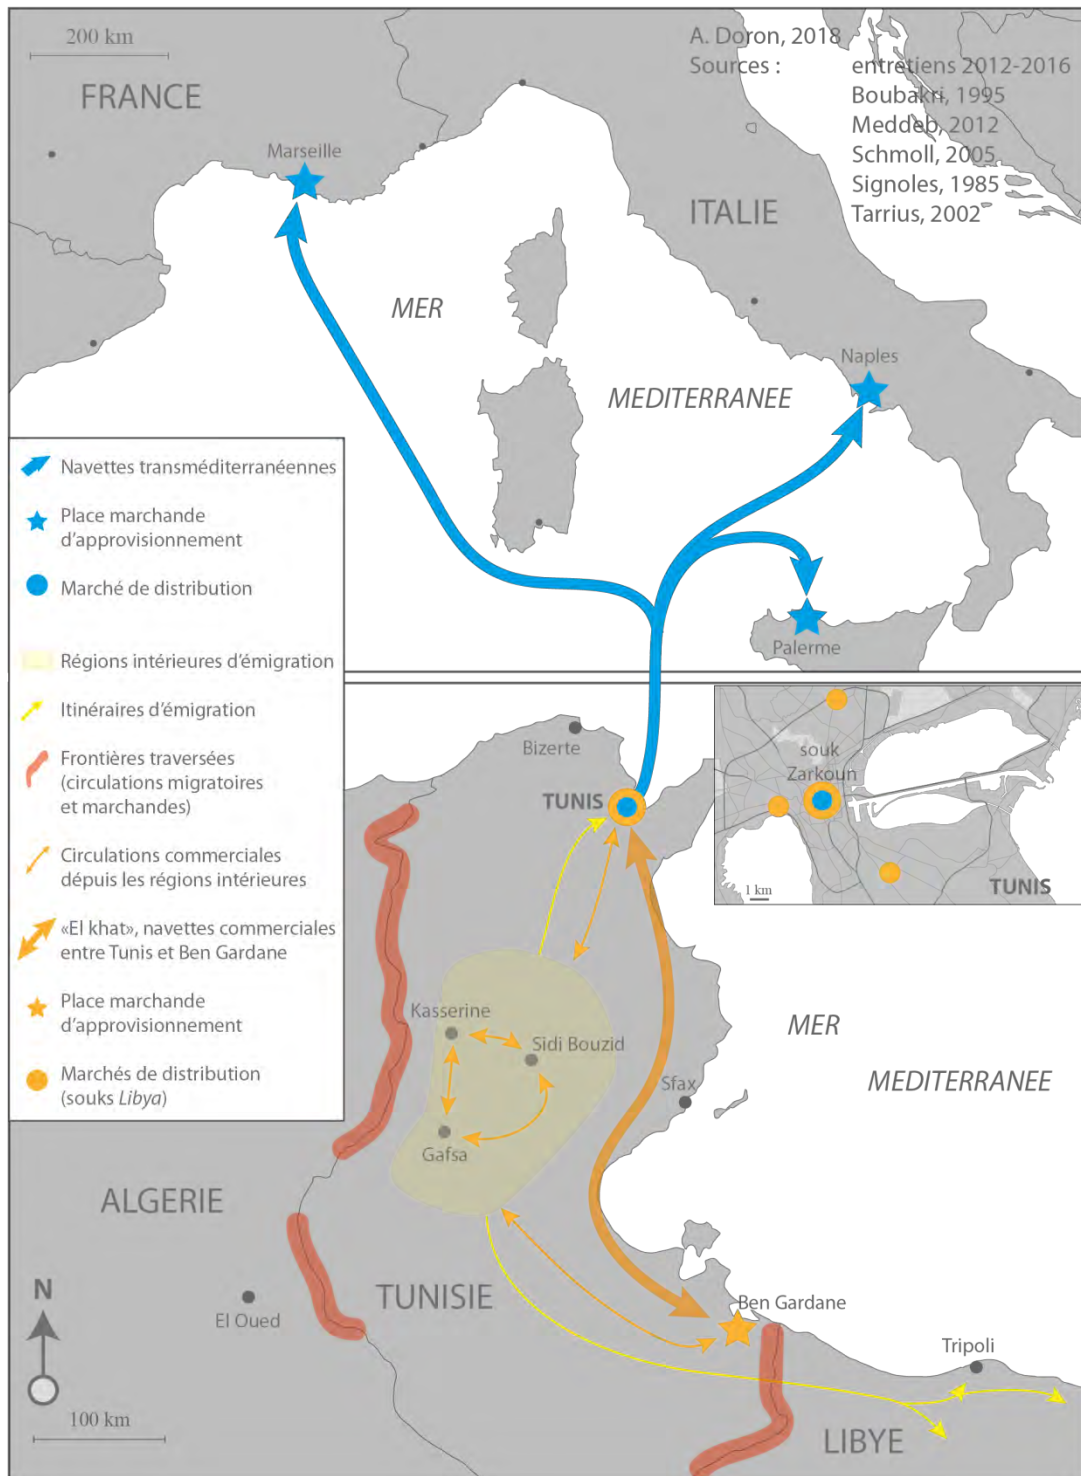 200 km
A. Doron, 2018
Sources : entretiens 2012-2016
Boubakri, 1995
Meddeb, 2012
Schmoll, 2005
Signoles, 1985
Tarrius, 2002
FRANCE
Marseille
ITALIE
MER
MEDITERRANEE
Naples
Palerme
Navettes transméditerranéennes
Place marchande
d'approvisionnement
Marché de distribution
Régions intérieures d'émigration
Itinéraires d'émigration
Frontières traversées
(circulations migratoires
et marchandes)
Circulations commerciales
dépuis les régions intérieures
«El khat», navettes commerciales
entre Tunis et Ben Gardane
Place marchande
d'approvisionnement
Marchés de distribution
(souks Libya)
Bizerte
TUNIS
souk
Zarkoun
1 km
TUNIS
Kasserine
Sidi Bouzid
Gafsa
Sfax
MER
MEDITERRANEE
ALGERIE
TUNISIE
El Oued
Ben Gardane
Tripoli
LIBYE
N
100 km